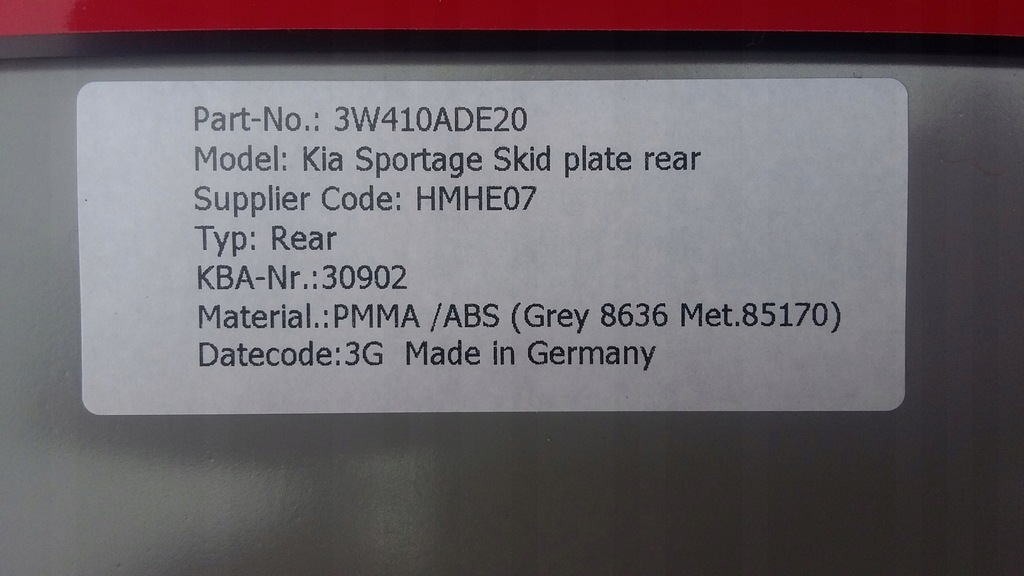 Part-No.: 3W410ADE20
Model: Kia Sportage Skid plate rear
Supplier Code: HMHE07
Typ: Rear
KBA-Nr.:30902
Material.:PMMA /ABS (Grey 8636 Met.85170)
Datecode:3G  Made in Germany